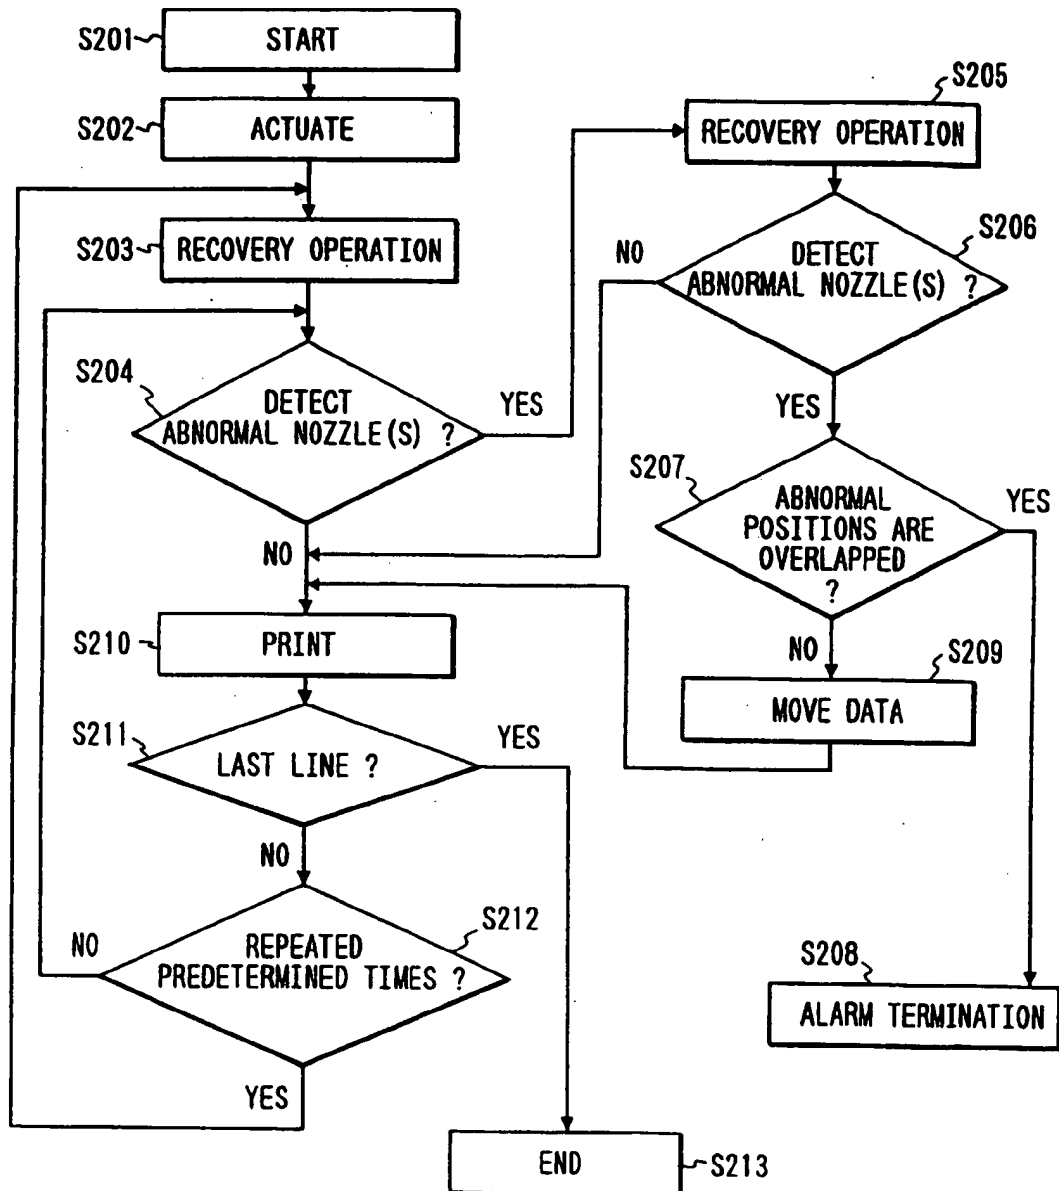 S201
START
S202
ACTUATE
S203
RECOVERY OPERATION
S204
DETECT
ABNORMAL NOZZLE(S) ?
YES
NO
S205
RECOVERY OPERATION
S206
DETECT
ABNORMAL NOZZLE(S) ?
NO
YES
S207
ABNORMAL
POSITIONS ARE
OVERLAPPED
?
YES
NO
S209
MOVE DATA
S208
ALARM TERMINATION
S210
PRINT
S211
LAST LINE ?
YES
NO
S212
REPEATED
PREDETERMINED TIMES ?
NO
YES
END
S213